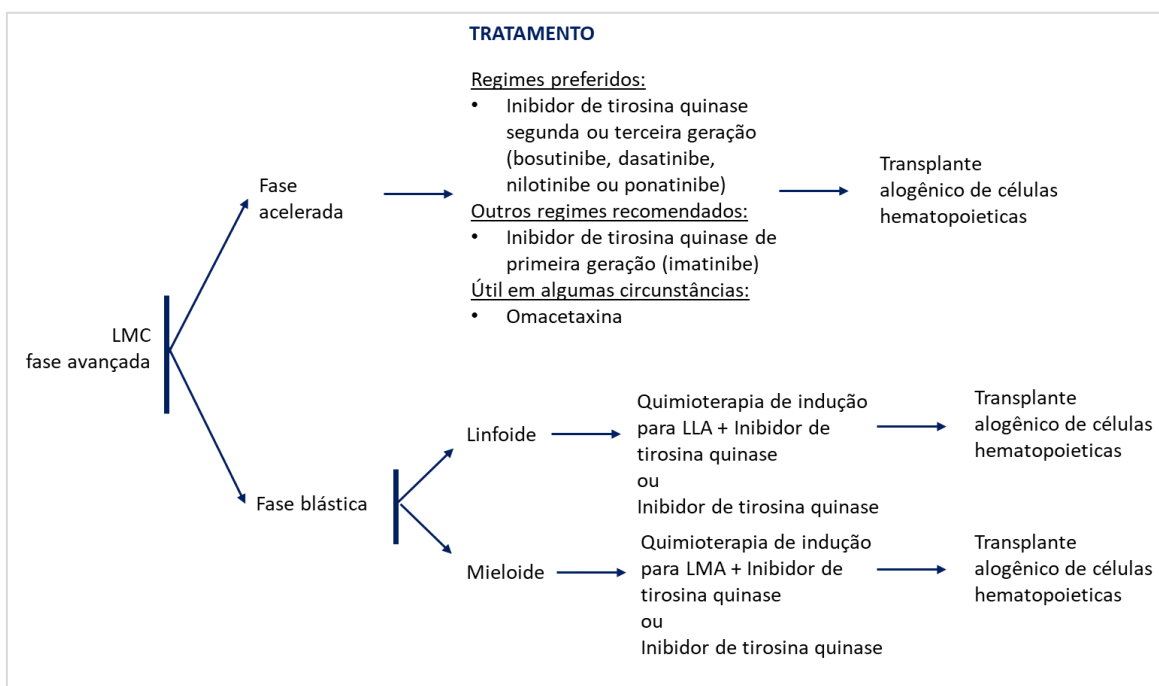 TRATAMENTO
Regimes preferidos:
• Inibidor de tirosina quinase
segunda ou terceira geração
(bosutinibe, dasatinibe,
nilotinibe ou ponatinibe)
Outros regimes recomendados:
• Inibidor de tirosina quinase de
primeira geração (imatinibe)
Útil em algumas circunstâncias:
• Omacetaxina
Fase
acelerada
Transplante
alogênico de células
hematopoieticas
LMC
fase avançada
Fase blástica
Linfoide
Quimioterapia de indução
para LLA + Inibidor de
tirosina quinase
ou
Inibidor de tirosina quinase
Transplante
alogênico de células
hematopoieticas
Mieloide
Quimioterapia de indução
para LMA + Inibidor de
tirosina quinase
ou
Inibidor de tirosina quinase
Transplante
alogênico de células
hematopoieticas